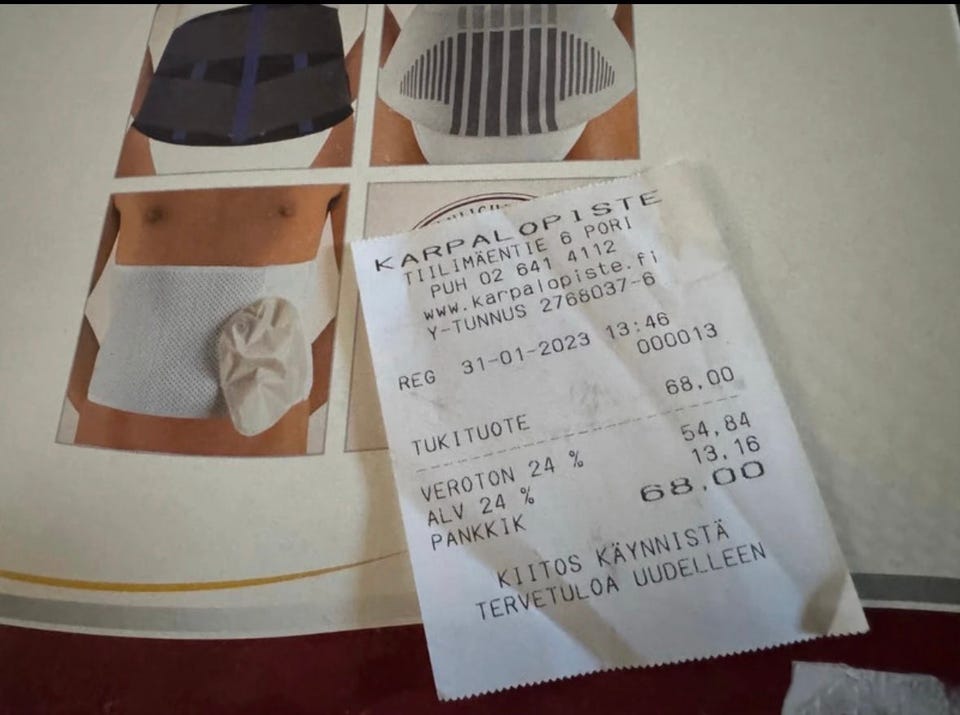 KARPALOPISTE
TIILIMÄENTIE 6 PORI
PUH 02 641 4112
www.karpalopiste.fi
Y-TUNNUS 2768037-6
REG 31-01-2023 13:46
000013
TUKITUOTE 68.00
VEROTON 24 % 54,84
ALV 24 % 13.16
PANKKIK 68.00
KIITOS KÄYNNISTÄ
TERVETULOA UUDELLEEN